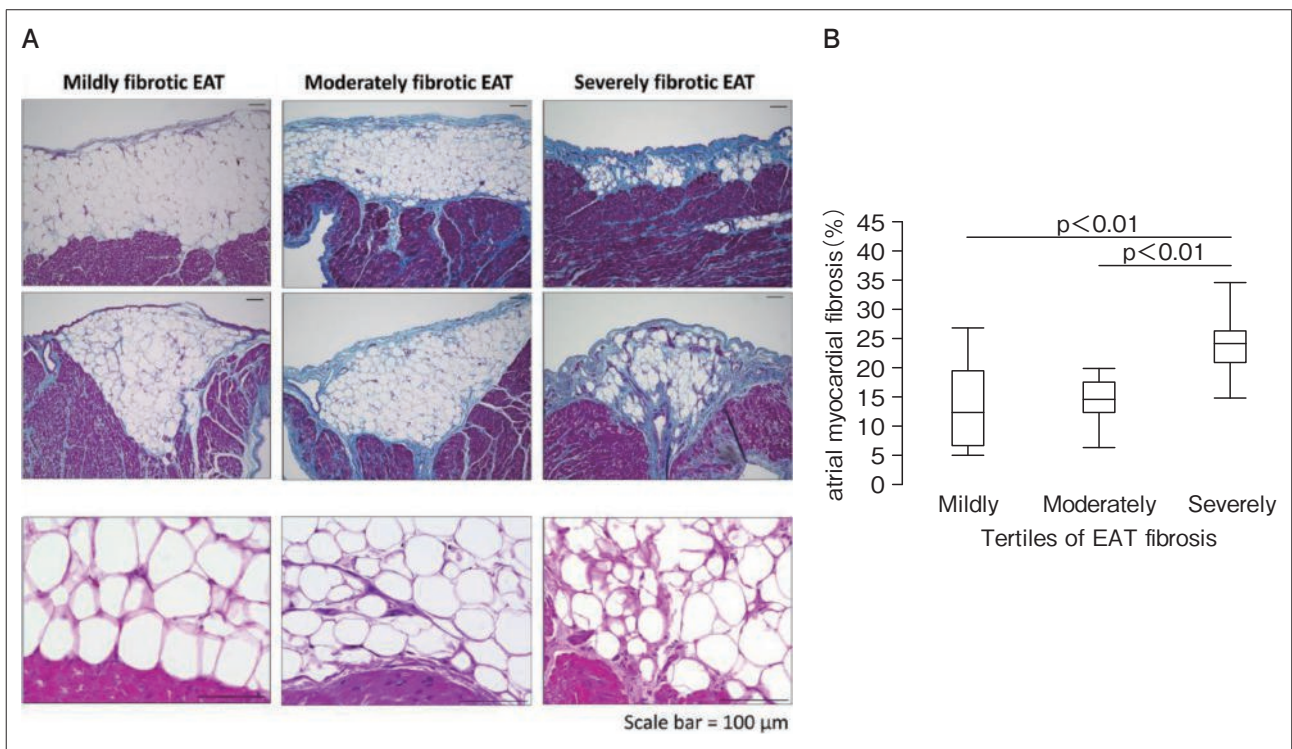 A
Mildly fibrotic EAT
Moderately fibrotic EAT
Severely fibrotic EAT
Scale bar = 100 μm
B
atrial myocardial fibrosis(%)
45
40
35
30
25
20
15
10
5
0
p<0.01
p<0.01
Mildly Moderately Severely
Tertiles of EAT fibrosis